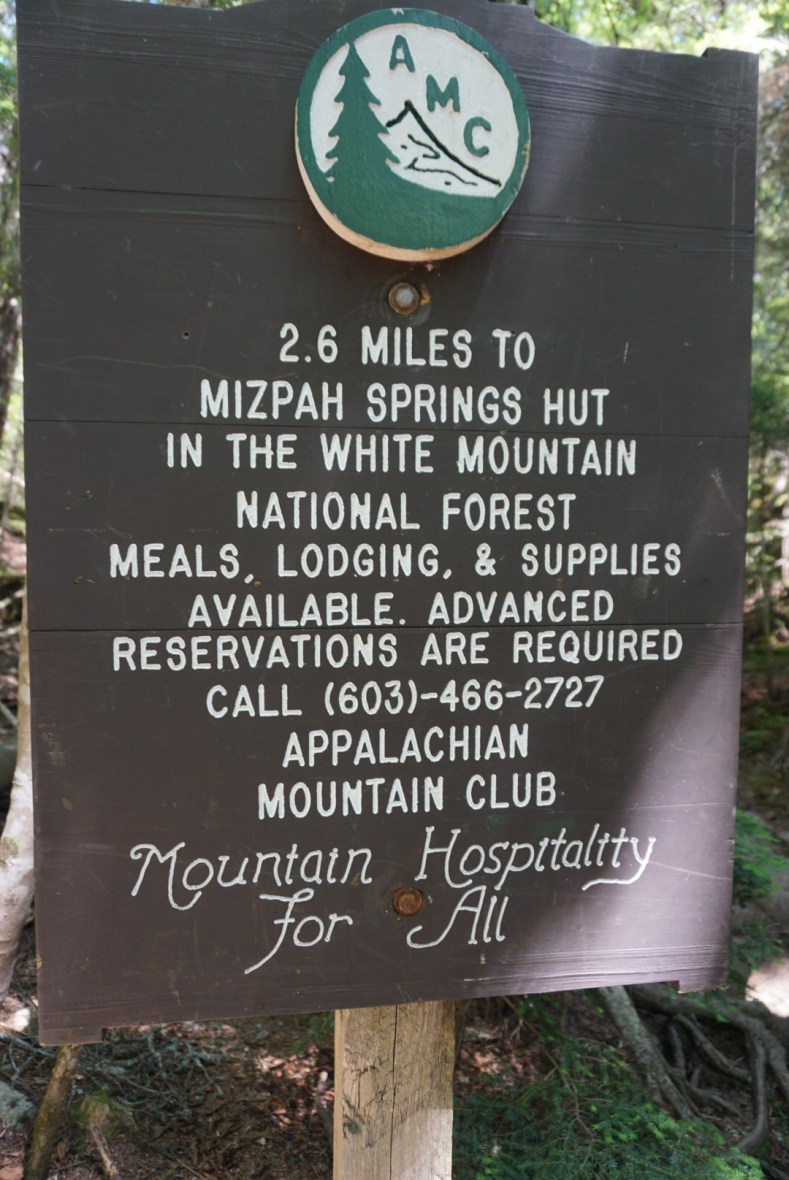 AMC
2.6 MILES TO
MIZPAH SPRINGS HUT
IN THE WHITE MOUNTAIN
NATIONAL FOREST
MEALS, LODGING, & SUPPLIES
AVAILABLE. ADVANCED
RESERVATIONS ARE REQUIRED
CALL (603)-466-2727
APPALACHIAN
MOUNTAIN CLUB
Mountain Hospitality
For All